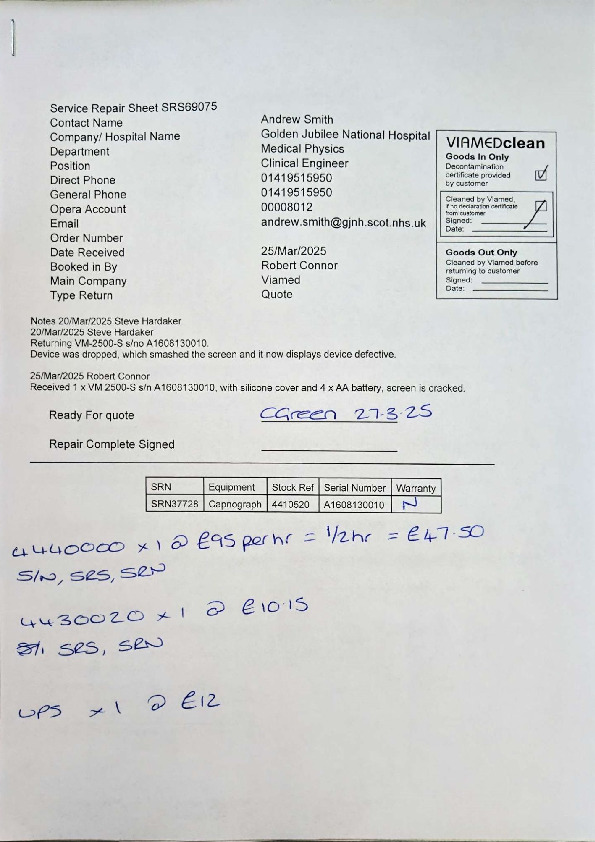 Service Repair Sheet SRS69075
Contact Name Andrew Smith
Company/ Hospital Name Golden Jubilee National Hospital
Department Medical Physics
Position Clinical Engineer
Direct Phone 01419515950
General Phone 01419515950
Opera Account 00008012
Email andrew.smith@gjnh.scot.nhs.uk
Order Number
Date Received 25/Mar/2025
Booked in By Robert Connor
Main Company Viamed
Type Return Quote
VIAMEDclean
Goods In Only
Decontamination
certificate provided
by customer
Cleaned by Viamed,
if no declaration certificate
from customer
Signed:
Date:
Goods Out Only
Cleaned by Viamed before
returning to customer
Signed:
Date:
Notes 20/Mar/2025 Steve Hardaker
20/Mar/2025 Steve Hardaker
Returning VM-2500-S s/no A1608130010.
Device was dropped, which smashed the screen and it now displays device defective.
25/Mar/2025 Robert Connor
Received 1 x VM 2500-S s/n A1608130010, with silicone cover and 4 x AA battery, screen is cracked.
Ready For quote CGreen 27-3-25
Repair Complete Signed
SRN Equipment Stock Ref Serial Number Warranty
SRN37728 Capnograph 4410520 A1608130010 N
4440000 x 1 @ £95 per hr = 1/2 hr = £47.50
S/N, SRS, SRN
4430020 x 1 @ £10.15
SRS, SRN
UPS x 1 @ £12